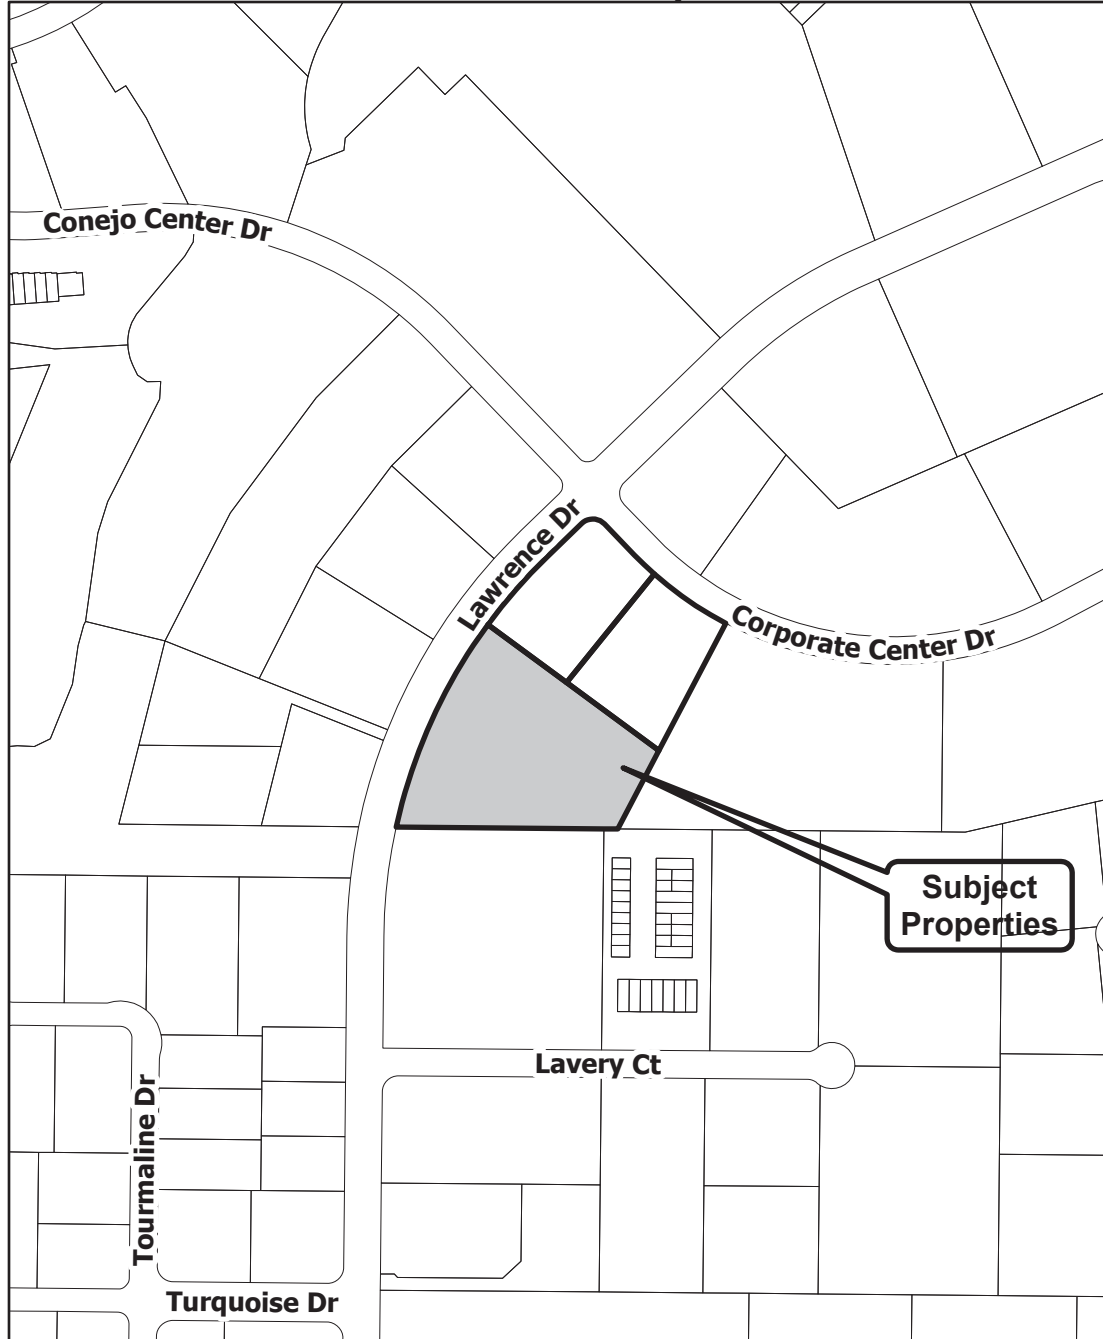 Conejo Center Dr
Lawrence Dr
Corporate Center Dr
Subject
Properties
Lavery Ct
Tourmaline Dr
Turquoise Dr